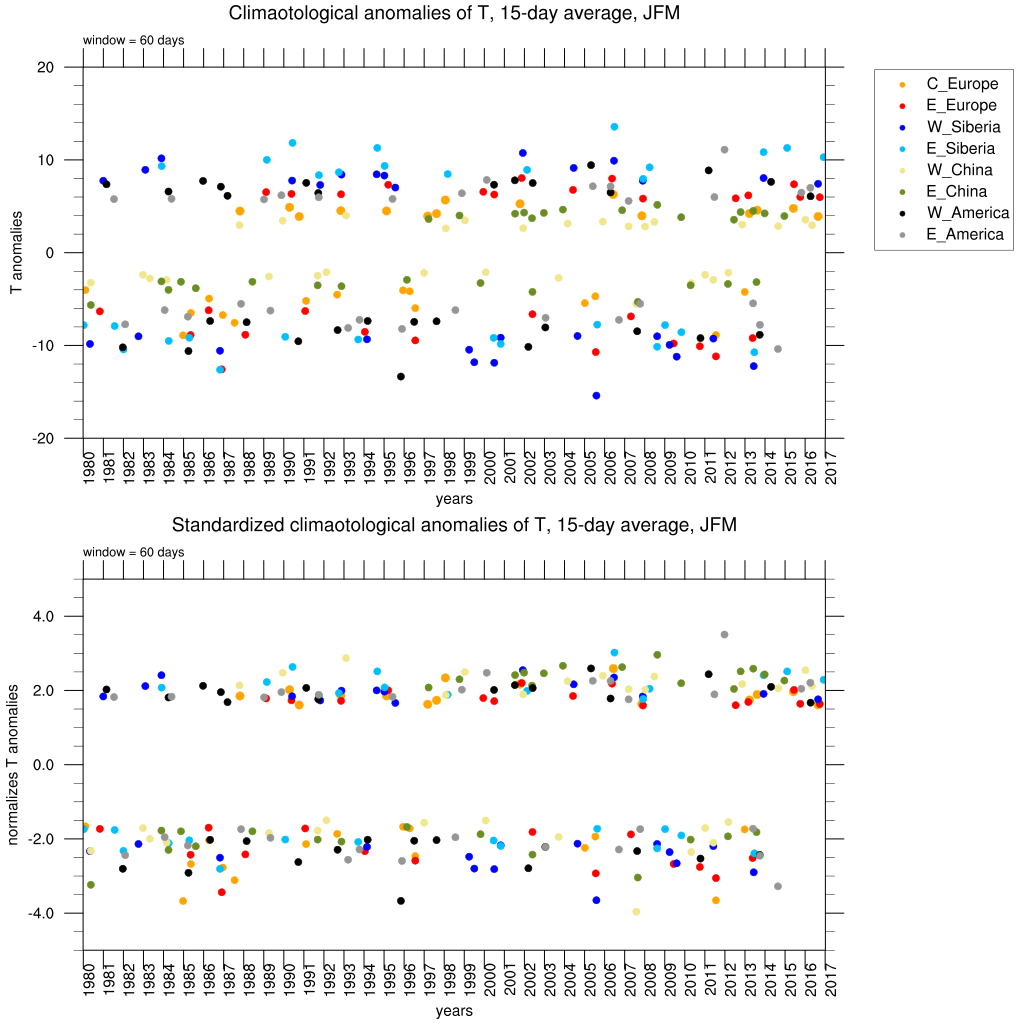 Climaotological anomalies of T, 15-day average, JFM
window = 60 days
C_Europe
E_Europe
W_Siberia
E_Siberia
W_China
E_China
W_America
E_America
T anomalies
20
10
0
-10
-20
1980 1981 1982 1983 1984 1985 1986 1987 1988 1989 1990 1991 1992 1993 1994 1995 1996 1997 1998 1999 2000 2001 2002 2003 2004 2005 2006 2007 2008 2009 2010 2011 2012 2013 2014 2015 2016 2017
years
Standardized climaotological anomalies of T, 15-day average, JFM
window = 60 days
normalizes T anomalies
4.0
2.0
0.0
-2.0
-4.0
1980 1981 1982 1983 1984 1985 1986 1987 1988 1989 1990 1991 1992 1993 1994 1995 1996 1997 1998 1999 2000 2001 2002 2003 2004 2005 2006 2007 2008 2009 2010 2011 2012 2013 2014 2015 2016 2017
years